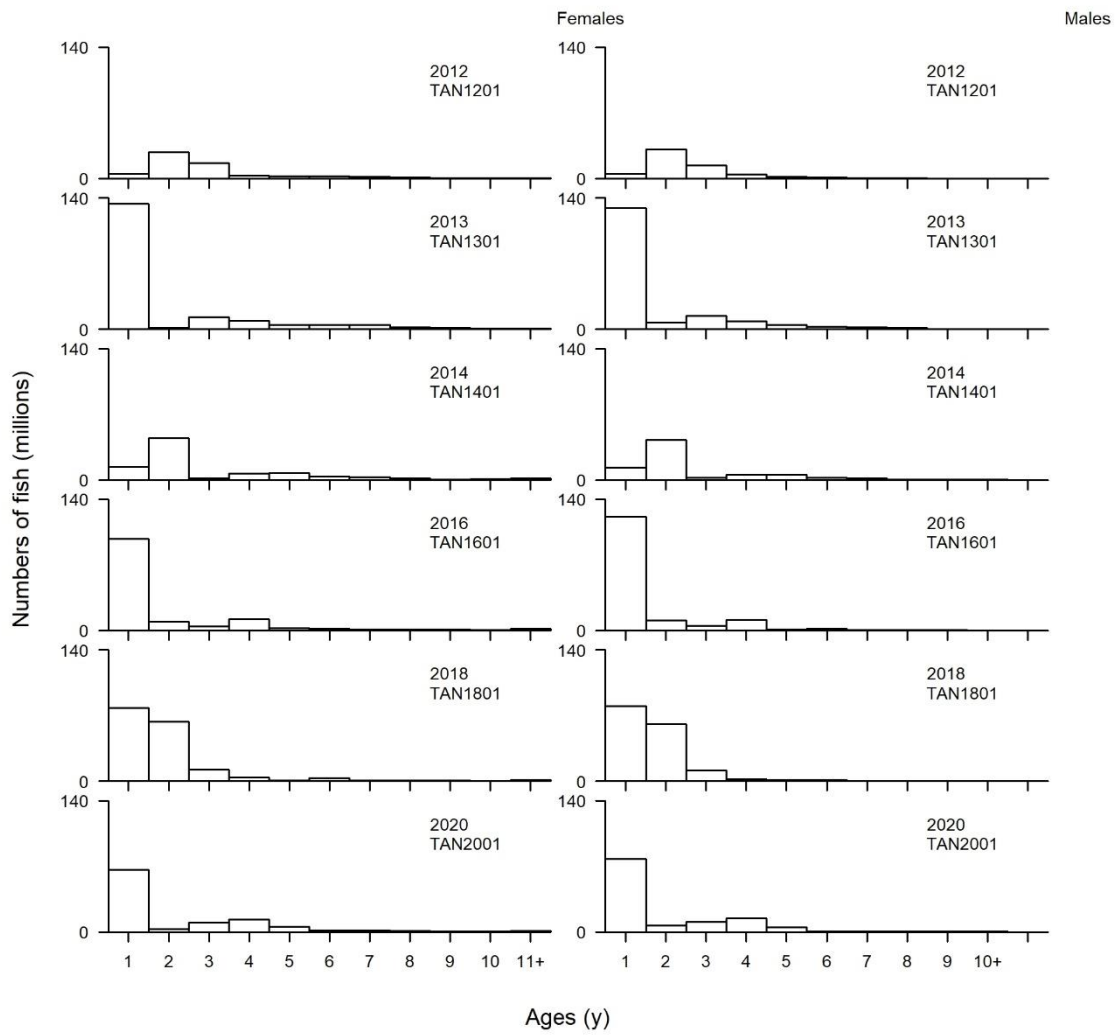 Females Males
140 140
2012 2012
TAN1201 TAN1201
0 0
140 140
2013 2013
TAN1301 TAN1301
0 0
140 140
2014 2014
TAN1401 TAN1401
0 0
140 140
2016 2016
TAN1601 TAN1601
0 0
140 140
2018 2018
TAN1801 TAN1801
0 0
140 140
2020 2020
TAN2001 TAN2001
0 0
1 2 3 4 5 6 7 8 9 10 11+ 1 2 3 4 5 6 7 8 9 10+
Numbers of fish (millions)
Ages (y)